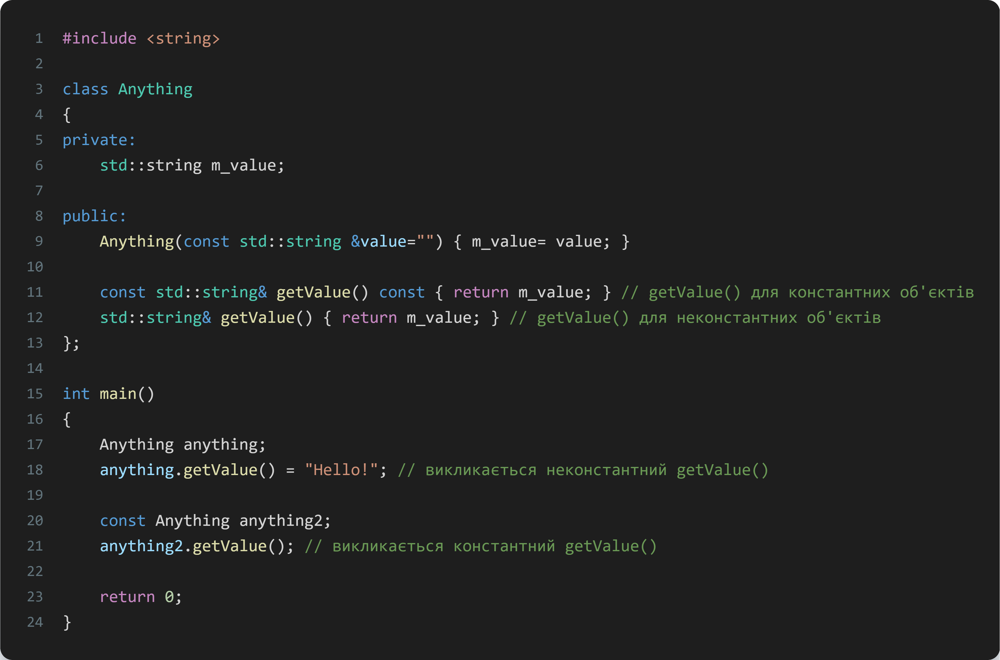 1 #include <string>
2
3 class Anything
4 {
5 private:
6     std::string m_value;
7
8 public:
9     Anything(const std::string &value="") { m_value= value; }
10
11     const std::string& getValue() const { return m_value; } // getValue() для константних об'єктів
12     std::string& getValue() { return m_value; } // getValue() для неконстантних об'єктів
13 };
14
15 int main()
16 {
17     Anything anything;
18     anything.getValue() = "Hello!"; // викликається неконстантний getValue()
19
20     const Anything anything2;
21     anything2.getValue(); // викликається константний getValue()
22
23     return 0;
24 }